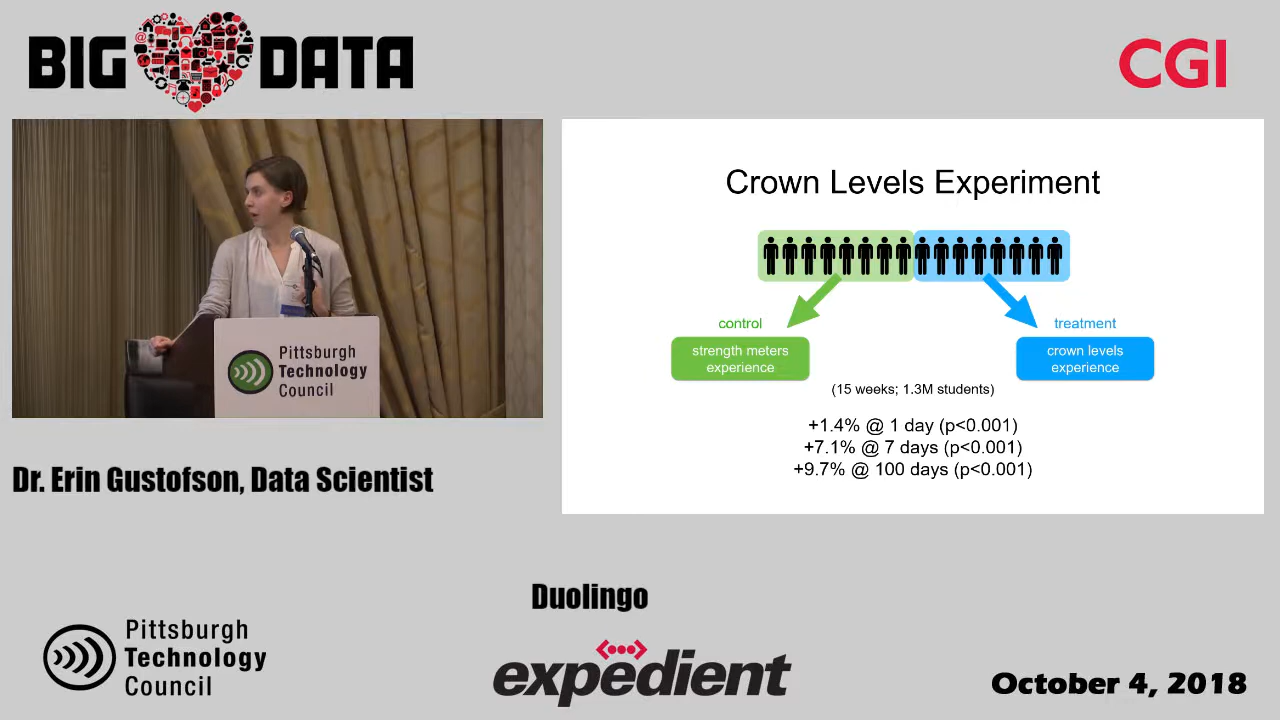 BIG DATA
CGI
Crown Levels Experiment
control
treatment
strength meters
experience
crown levels
experience
(15 weeks; 1.3M students)
+1.4% @ 1 day (p<0.001)
+7.1% @ 7 days (p<0.001)
+9.7% @ 100 days (p<0.001)
Pittsburgh
Technology
Council
Dr. Erin Gustofson, Data Scientist
Duolingo
Pittsburgh
Technology
Council
expedient
October 4, 2018